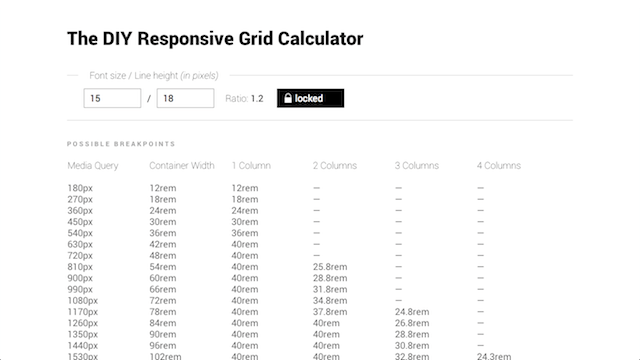 The DIY Responsive Grid Calculator
Font size / Line height (in pixels)
15 / 18 Ratio: 1.2 locked
POSSIBLE BREAKPOINTS
Media Query Container Width 1 Column 2 Columns 3 Columns 4 Columns
180px 12rem 12rem — — —
270px 18rem 18rem — — —
360px 24rem 24rem — — —
450px 30rem 30rem — — —
540px 36rem 36rem — — —
630px 42rem 40rem — — —
720px 48rem 40rem — — —
810px 54rem 40rem 25.8rem — —
900px 60rem 40rem 28.8rem — —
990px 66rem 40rem 31.8rem — —
1080px 72rem 40rem 34.8rem — —
1170px 78rem 40rem 37.8rem 24.8rem —
1260px 84rem 40rem 40rem 26.8rem —
1350px 90rem 40rem 40rem 28.8rem —
1440px 96rem 40rem 40rem 30.8rem —
1530px 102rem 40rem 40rem 32.8rem 24.3rem